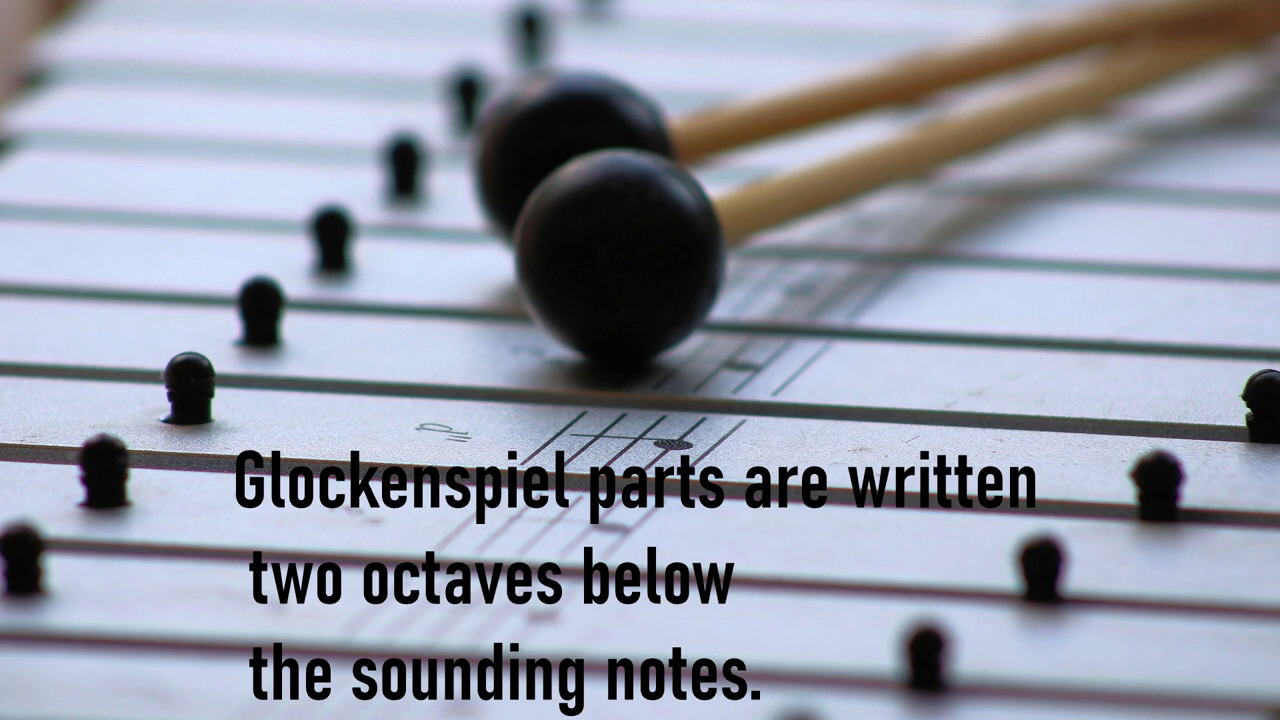 Glockenspiel parts are written
two octaves below
the sounding notes.